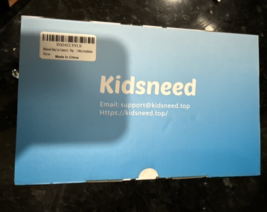 Made in China
Kidsneed
Email: support@kidsneed.top
Https://kidsneed.top/